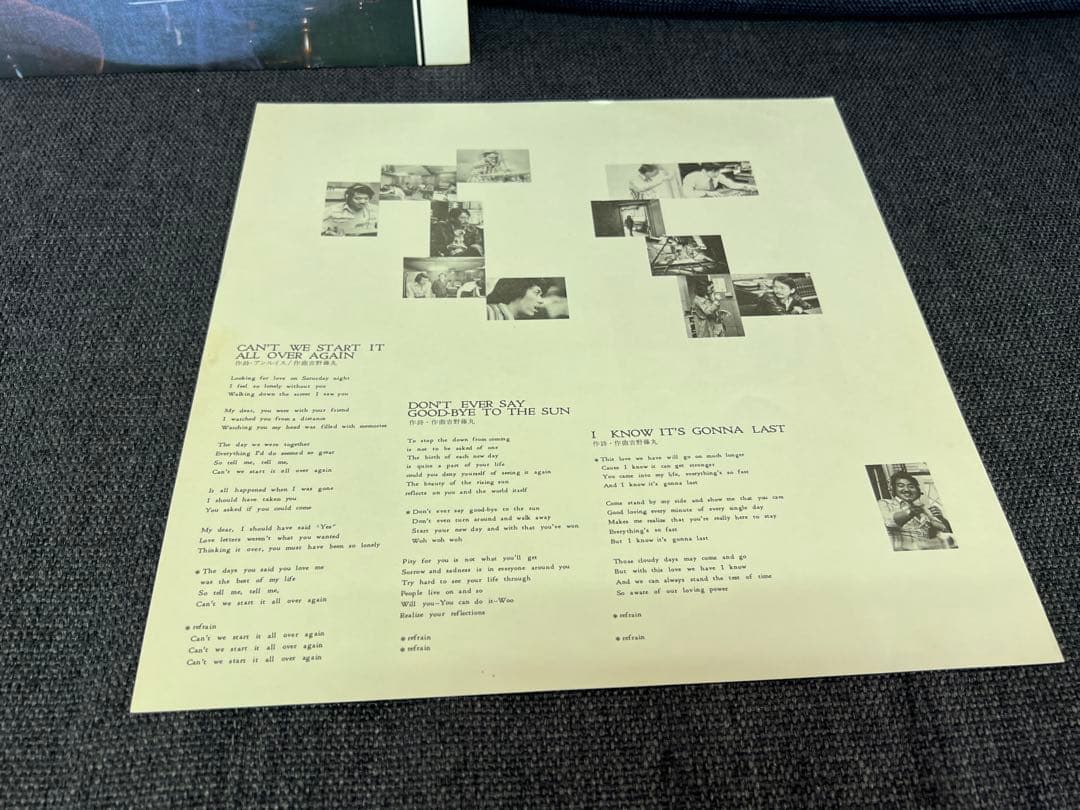 CAN'T WE START IT
ALL OVER AGAIN
作詩・アンルイス/作曲吉野藤丸
Looking for love on Saturday night
I feel so lonely without you
Walking down the street I saw you
My dear, you were with your friend
I watched you from a distance
Watching you my head was filled with memories
The day we were together
Everything I'd do seemed so great
So tell me, tell me,
Can't we start it all over again
It all happened when I was gone
I should have taken you
You asked if you could come
My dear, I should have said “Yes”
Love letters weren't what you wanted
Thinking it over, you must have been so lonely
※The days you said you love me
was the best of my life
So tell me, tell me,
Can't we start it all over again
※refrain
Can't we start it all over again
Can't we start it all over again
Can't we start it all over again
DON'T EVER SAY
GOOD-BYE TO THE SUN
作詩・作曲吉野藤丸
To stop the down from coming
is not to be asked of one
The birth of each new day
is quite a part of your life
could you deny yourself of seeing it again
The beauty of the rising sun
reflects on you and the world itself
※Don't ever say good-bye to the sun
Don't even turn around and walk away
Start your new day and with that you've won
Woh woh woh
Pity for you is not what you'll get
Sorrow and sadness is in everyone around you
Try hard to see your life through
People live on and so
Will you-You can do it-Woo
Realize your reflections
※refrain
※refrain
I KNOW IT'S GONNA LAST
作詩・作曲吉野藤丸
※This love we have will go on much longer
Cause I know it can get stronger
You came into my life, everything's so fast
And I know it's gonna last
Come stand by my side and show me that you care
Good loving every minute of every single day
Makes me realize that you're really here to stay
Everything's so fast
But I know it's gonna last
Those cloudy days may come and go
But with this love we have I know
And we can always stand the test of time
So aware of our loving power
※refrain
※refrain